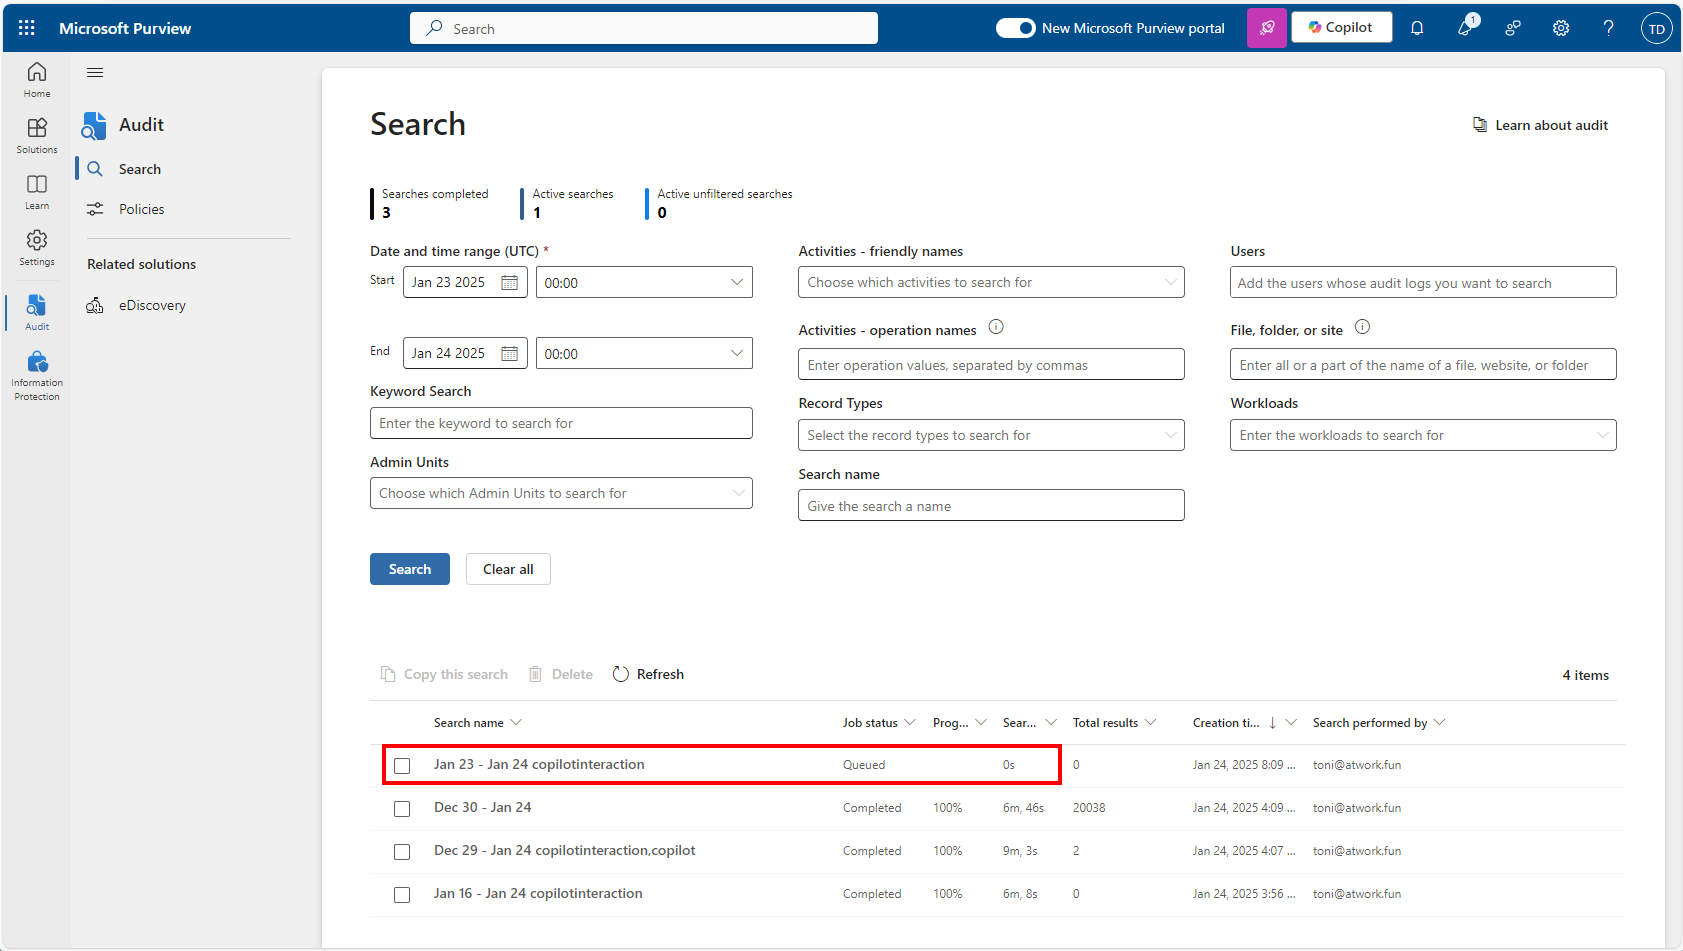 Microsoft Purview
Search
New Microsoft Purview portal
Copilot
1
TD
Home
Solutions
Learn
Settings
Audit
Information
Protection
Audit
Search
Policies
Related solutions
eDiscovery
Search
Learn about audit
Searches completed
3
Active searches
1
Active unfiltered searches
0
Date and time range (UTC) *
Start
Jan 23 2025
00:00
End
Jan 24 2025
00:00
Keyword Search
Enter the keyword to search for
Admin Units
Choose which Admin Units to search for
Activities - friendly names
Choose which activities to search for
Activities - operation names
Enter operation values, separated by commas
Record Types
Select the record types to search for
Search name
Give the search a name
Users
Add the users whose audit logs you want to search
File, folder, or site
Enter all or a part of the name of a file, website, or folder
Workloads
Enter the workloads to search for
Search
Clear all
Copy this search
Delete
Refresh
4 items
Search name Job status Prog... Sear... Total results Creation ti... Search performed by
Jan 23 - Jan 24 copilotinteraction Queued 0s 0 Jan 24, 2025 8:09 ... toni@atwork.fun
Dec 30 - Jan 24 Completed 100% 6m, 46s 20038 Jan 24, 2025 4:09 ... toni@atwork.fun
Dec 29 - Jan 24 copilotinteraction,copilot Completed 100% 9m, 3s 2 Jan 24, 2025 4:07 ... toni@atwork.fun
Jan 16 - Jan 24 copilotinteraction Completed 100% 6m, 8s 0 Jan 24, 2025 3:56 ... toni@atwork.fun